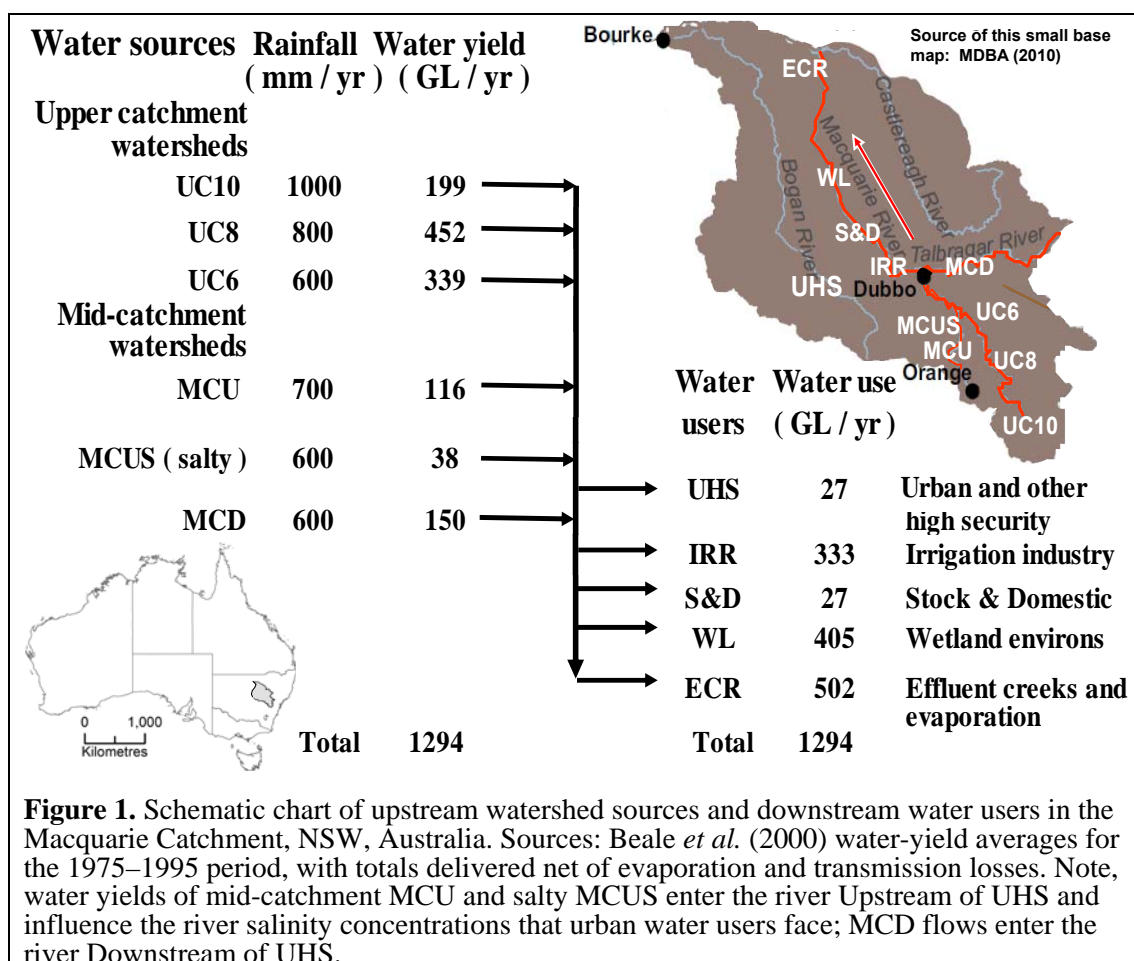 Water sources Rainfall Water yield
( mm / yr ) ( GL / yr )
Upper catchment
watersheds
UC10 1000 199
UC8 800 452
UC6 600 339
Mid-catchment
watersheds
MCU 700 116
MCUS ( salty ) 600 38
MCD 600 150
0 1,000
Kilometres
Total 1294
Bourke
Source of this small base
map: MDBA (2010)
ECR
Castlereagh River
Macquarie River
Bogan River
WL
S&D
Talbragar River
IRR MCD
Dubbo
UHS
UC6
MCUS
MCU
UC8
Orange
UC10
Water Water use
users ( GL / yr )
UHS 27 Urban and other
high security
IRR 333 Irrigation industry
S&D 27 Stock & Domestic
WL 405 Wetland environs
ECR 502 Effluent creeks and
evaporation
Total 1294
Figure 1. Schematic chart of upstream watershed sources and downstream water users in the
Macquarie Catchment, NSW, Australia. Sources: Beale et al. (2000) water-yield averages for
the 1975–1995 period, with totals delivered net of evaporation and transmission losses. Note,
water yields of mid-catchment MCU and salty MCUS enter the river Upstream of UHS and
influence the river salinity concentrations that urban water users face; MCD flows enter the
river Downstream of UHS.